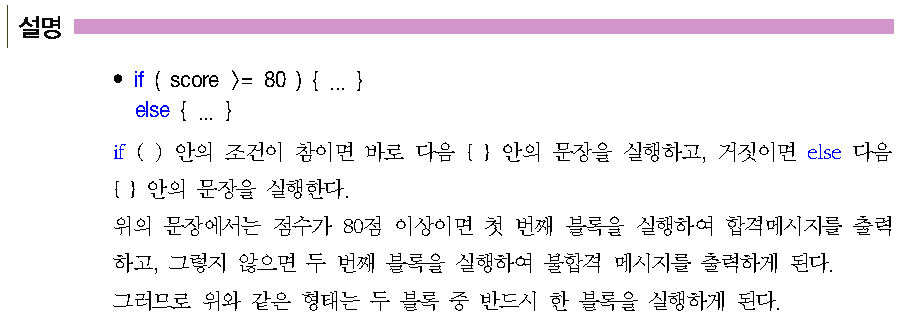 설명
• if ( score >= 80 ) { ... }
else { ... }
if ( ) 안의 조건이 참이면 바로 다음 { } 안의 문장을 실행하고, 거짓이면 else 다음
{ } 안의 문장을 실행한다.
위의 문장에서는 점수가 80점 이상이면 첫 번째 블록을 실행하여 합격메시지를 출력
하고, 그렇지 않으면 두 번째 블록을 실행하여 불합격 메시지를 출력하게 된다.
그러므로 위와 같은 형태는 두 블록 중 반드시 한 블록을 실행하게 된다.